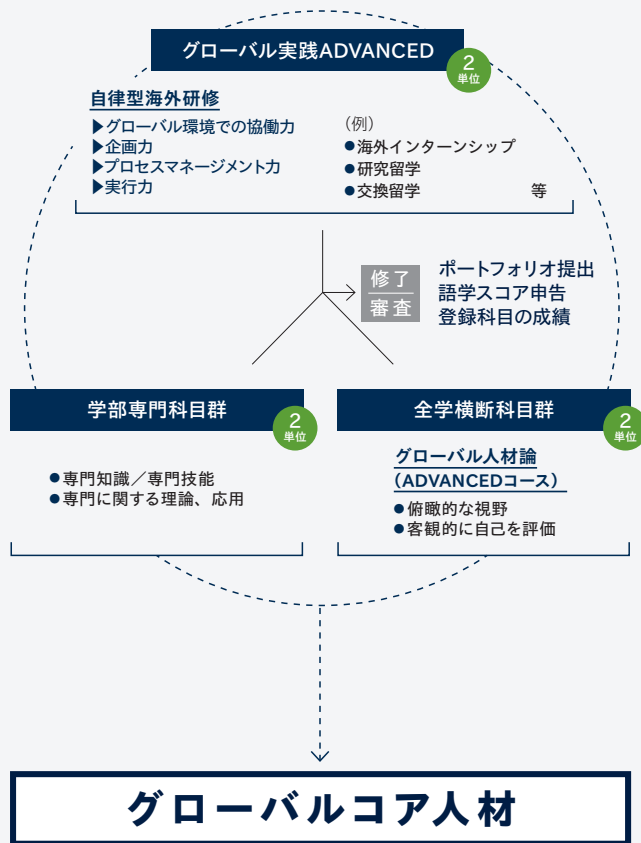 グローバル実践ADVANCED
2
単位
自律型海外研修
▶グローバル環境での協働力
▶企画力
▶プロセスマネージメント力
▶実行力
(例)
●海外インターンシップ
●研究留学
●交換留学 等
修了
審査
ポートフォリオ提出
語学スコア申告
登録科目の成績
学部専門科目群
2
単位
●専門知識／専門技能
●専門に関する理論、応用
全学横断科目群
2
単位
グローバル人材論
(ADVANCEDコース)
●俯瞰的な視野
●客観的に自己を評価
グローバルコア人材